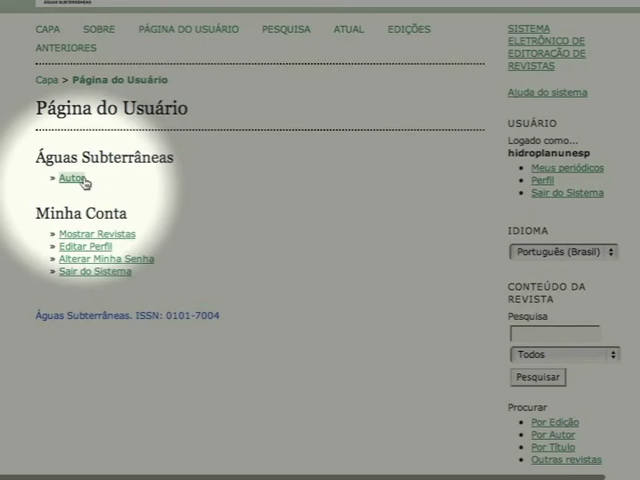 ÁGUAS SUBTERRÂNEAS
CAPA SOBRE PÁGINA DO USUÁRIO PESQUISA ATUAL EDIÇÕES
ANTERIORES
Capa > Página do Usuário
Página do Usuário
Águas Subterrâneas
» Autor
Minha Conta
» Mostrar Revistas
» Editar Perfil
» Alterar Minha Senha
» Sair do Sistema
Águas Subterrâneas. ISSN: 0101-7004
SISTEMA
ELETRÔNICO DE
EDITORAÇÃO DE
REVISTAS
Ajuda do sistema
USUÁRIO
Logado como...
hidroplanunesp
• Meus periódicos
• Perfil
• Sair do Sistema
IDIOMA
Português (Brasil)
CONTEÚDO DA
REVISTA
Pesquisa
Todos
Pesquisar
Procurar
• Por Edição
• Por Autor
• Por Título
• Outras revistas